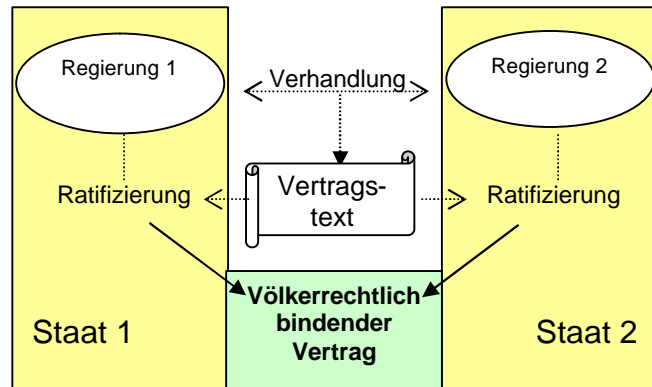 Regierung 1
Verhandlung
Regierung 2
Ratifizierung
Vertrags-
text
Ratifizierung
Völkerrechtlich
bindender
Vertrag
Staat 1
Staat 2